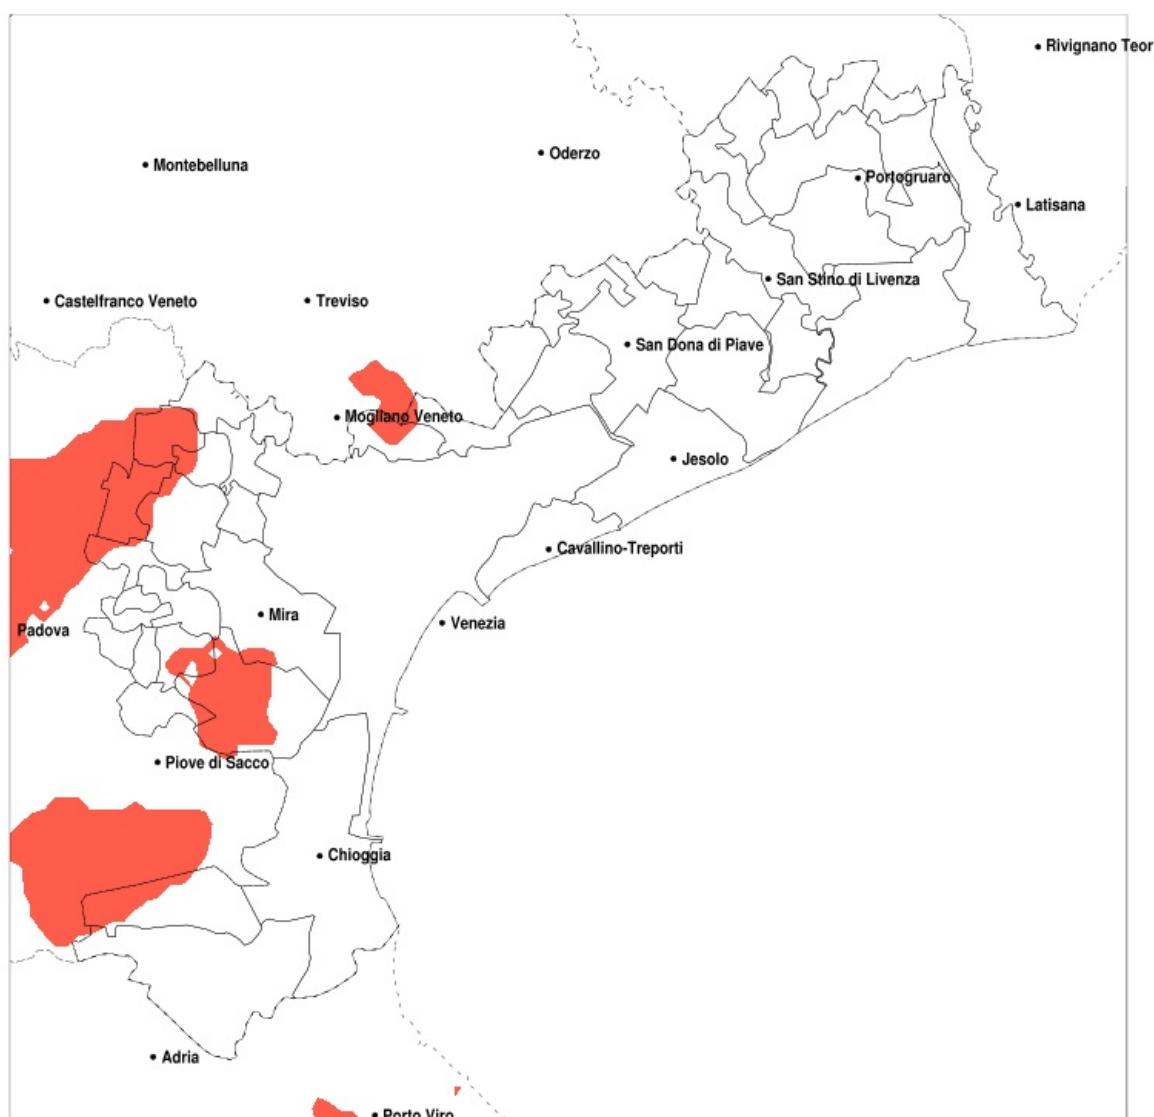 Rivignano Teor
Oderzo
Montebelluna
Portogruaro
Latisana
San Stino di Livenza
Castelfranco Veneto
Treviso
San Dona di Piave
Mogliano Veneto
Jesolo
Cavallino-Treporti
Mira
Venezia
Padova
Piove di Sacco
Chioggia
Adria
Porto Viro